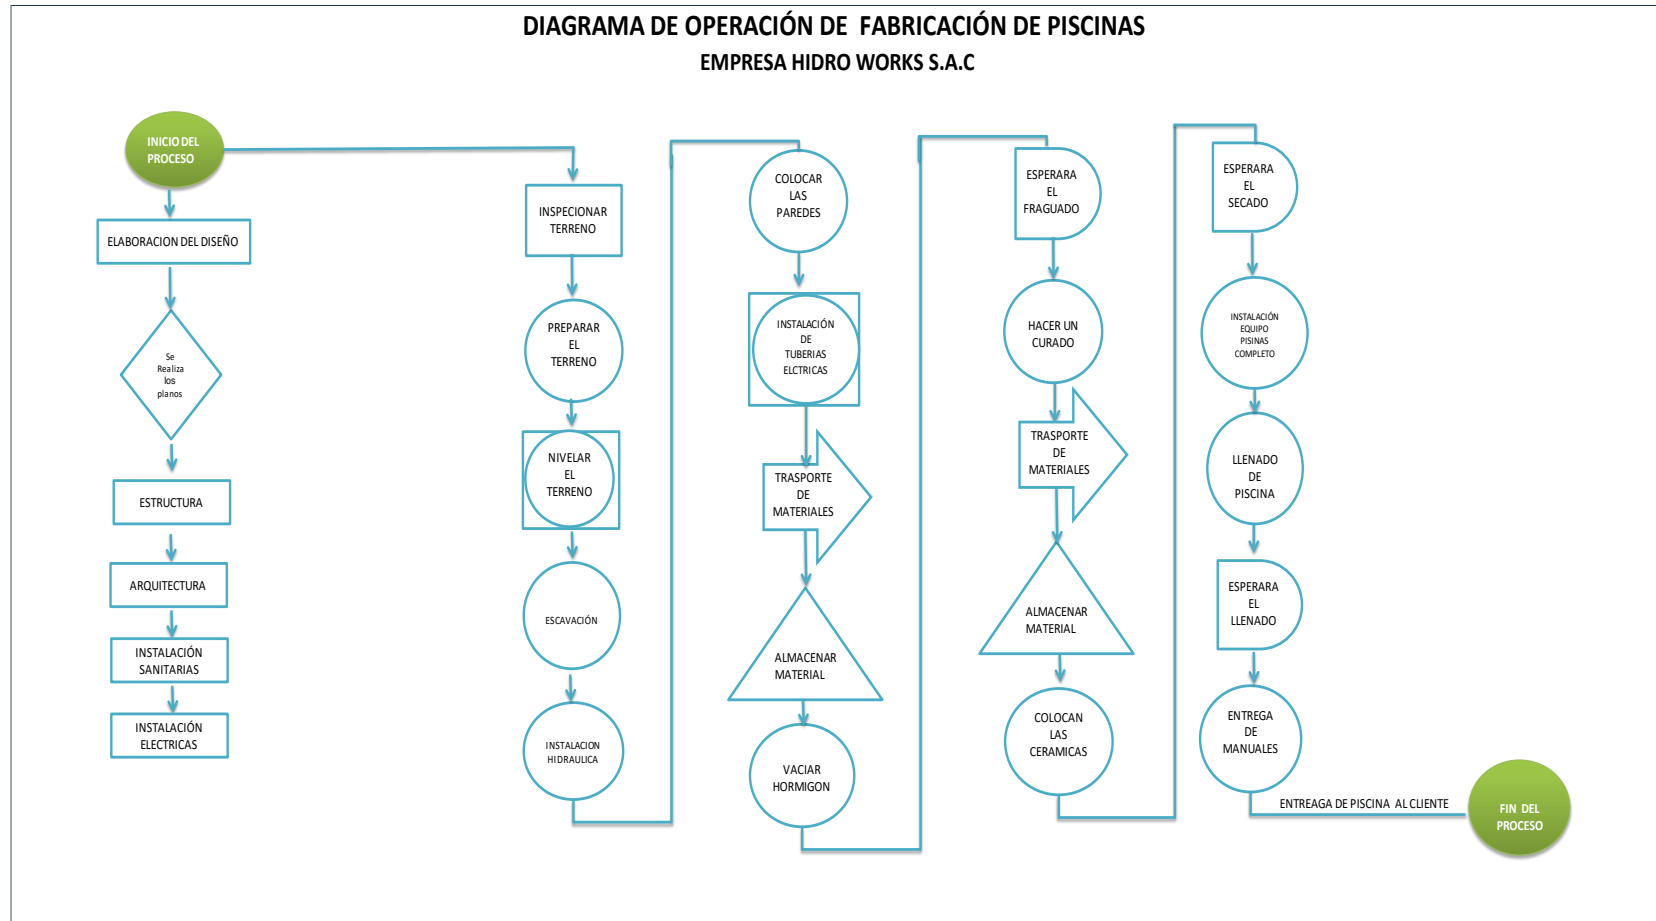 DIAGRAMA DE OPERACIÓN DE FABRICACIÓN DE PISCINAS
EMPRESA HIDRO WORKS S.A.C
INICIO DEL
PROCESO
ELABORACION DEL DISEÑO
Se
Realiza
los
planos
ESTRUCTURA
ARQUITECTURA
INSTALACIÓN
SANITARIAS
INSTALACIÓN
ELECTRICAS
INSPECIONAR
TERRENO
PREPARAR
EL
TERRENO
NIVELAR
EL
TERRENO
ESCAVACIÓN
INSTALACION
HIDRAULICA
COLOCAR
LAS
PAREDES
INSTALACIÓN
DE
TUBERIAS
ELCTRICAS
TRASPORTE
DE
MATERIALES
ALMACENAR
MATERIAL
VACIAR
HORMIGON
ESPERARA
EL
FRAGUADO
HACER UN
CURADO
TRASPORTE
DE
MATERIALES
ALMACENAR
MATERIAL
COLOCAN
LAS
CERAMICAS
ESPERARA
EL
SECADO
INSTALACIÓN
EQUIPO
PISINAS
COMPLETO
LLENADO
DE
PISCINA
ESPERARA
EL
LLENADO
ENTREGA
DE
MANUALES
ENTREAGA DE PISCINA AL CLIENTE
FIN DEL
PROCESO